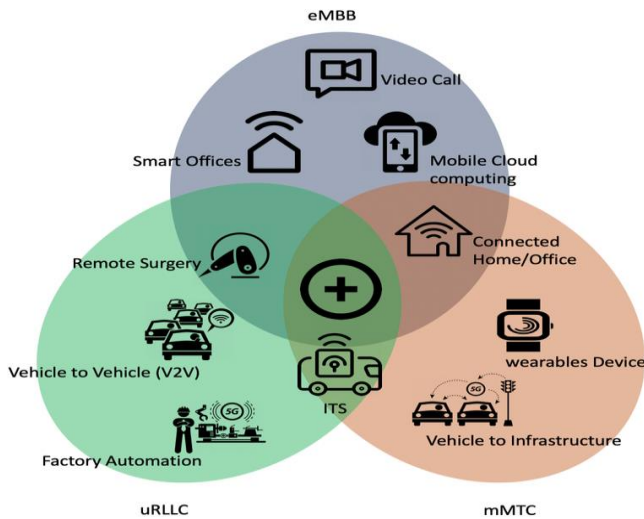 eMBB
Video Call
Smart Offices
Mobile Cloud
computing
Remote Surgery
Connected
Home/Office
Vehicle to Vehicle (V2V)
wearables Device
5G
ITS
5G
Vehicle to Infrastructure
Factory Automation
uRLLC
mMTC